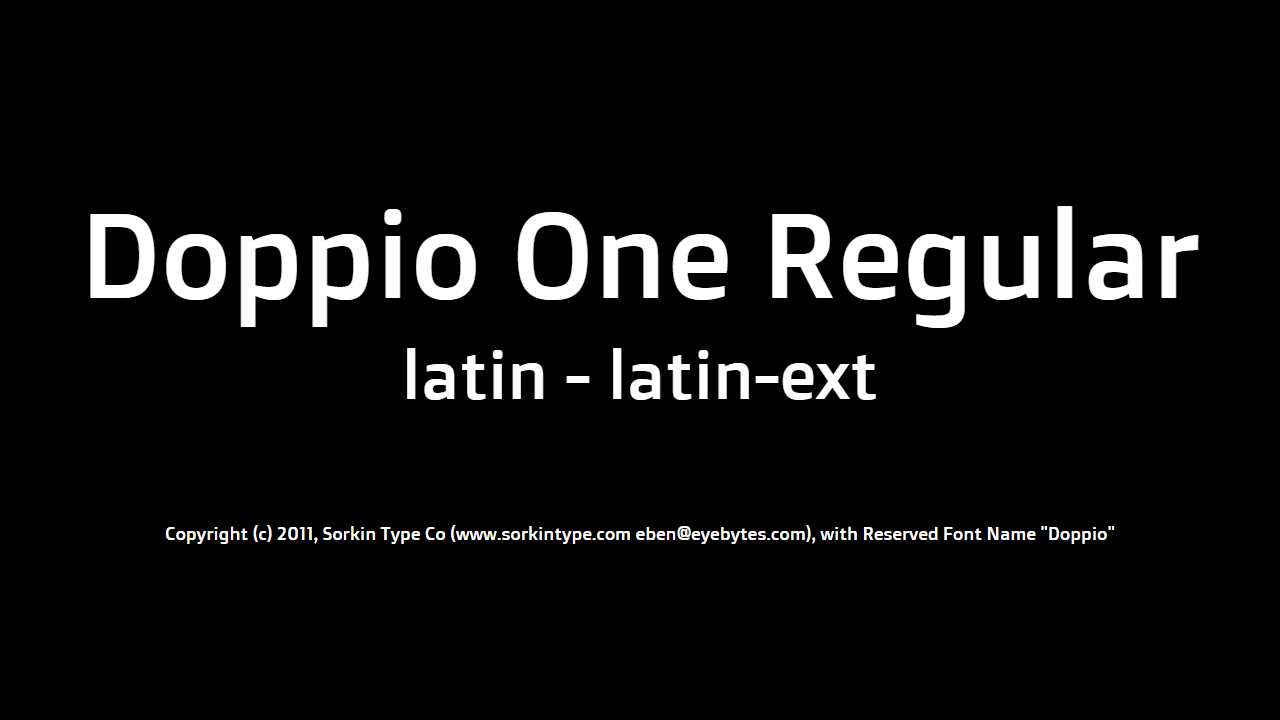 Doppio One Regular
latin - latin-ext
Copyright (c) 2011, Sorkin Type Co (www.sorkintype.com eben@eyebytes.com), with Reserved Font Name "Doppio"